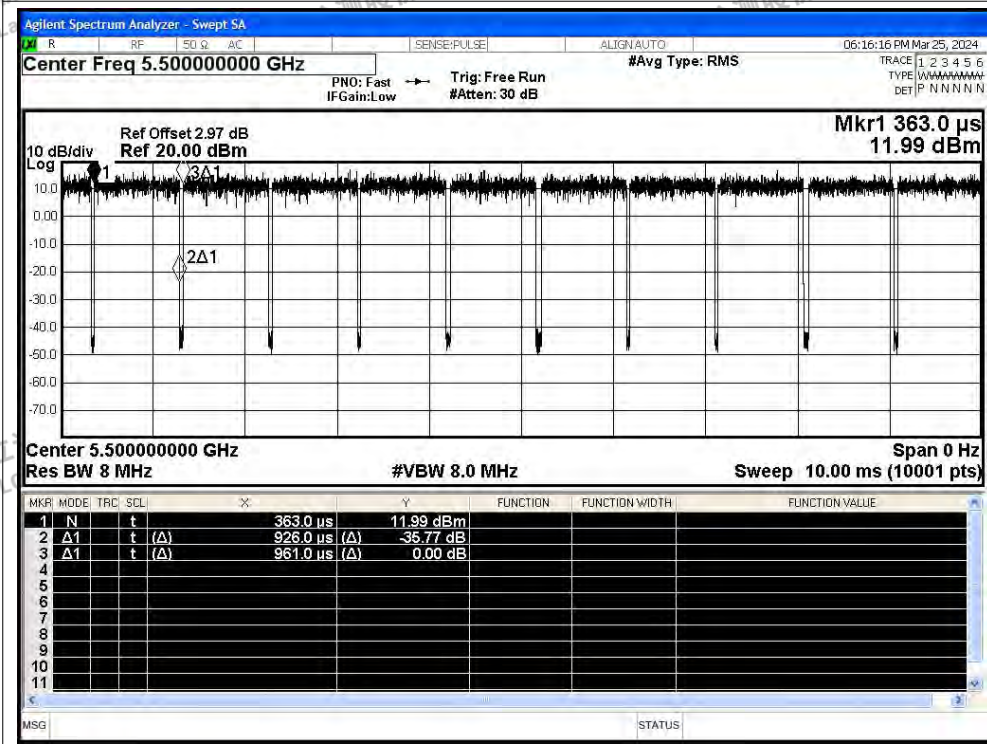 Agilent Spectrum Analyzer - Swept SA
LXI R RF 50 Ω AC SENSE:PULSE ALIGN AUTO 06:16:16 PM Mar 25, 2024
Center Freq 5.500000000 GHz
#Avg Type: RMS
TRACE 1 2 3 4 5 6
PNO: Fast
Trig: Free Run
TYPE
IFGain:Low
#Atten: 30 dB
DET P N N N N N
Mkr1 363.0 µs
11.99 dBm
Ref Offset 2.97 dB
10 dB/div Ref 20.00 dBm
Log
1
3Δ1
10.0
0.00
-10.0
2Δ1
-20.0
-30.0
-40.0
-50.0
-60.0
-70.0
Center 5.500000000 GHz Span 0 Hz
Res BW 8 MHz #VBW 8.0 MHz Sweep 10.00 ms (10001 pts)
MKR MODE TRC SCL X Y FUNCTION FUNCTION WIDTH FUNCTION VALUE
1 N t 363.0 µs 11.99 dBm
2 Δ1 t (Δ) 926.0 µs (Δ) -35.77 dB
3 Δ1 t (Δ) 961.0 µs (Δ) 0.00 dB
4
5
6
7
8
9
10
11
MSG STATUS